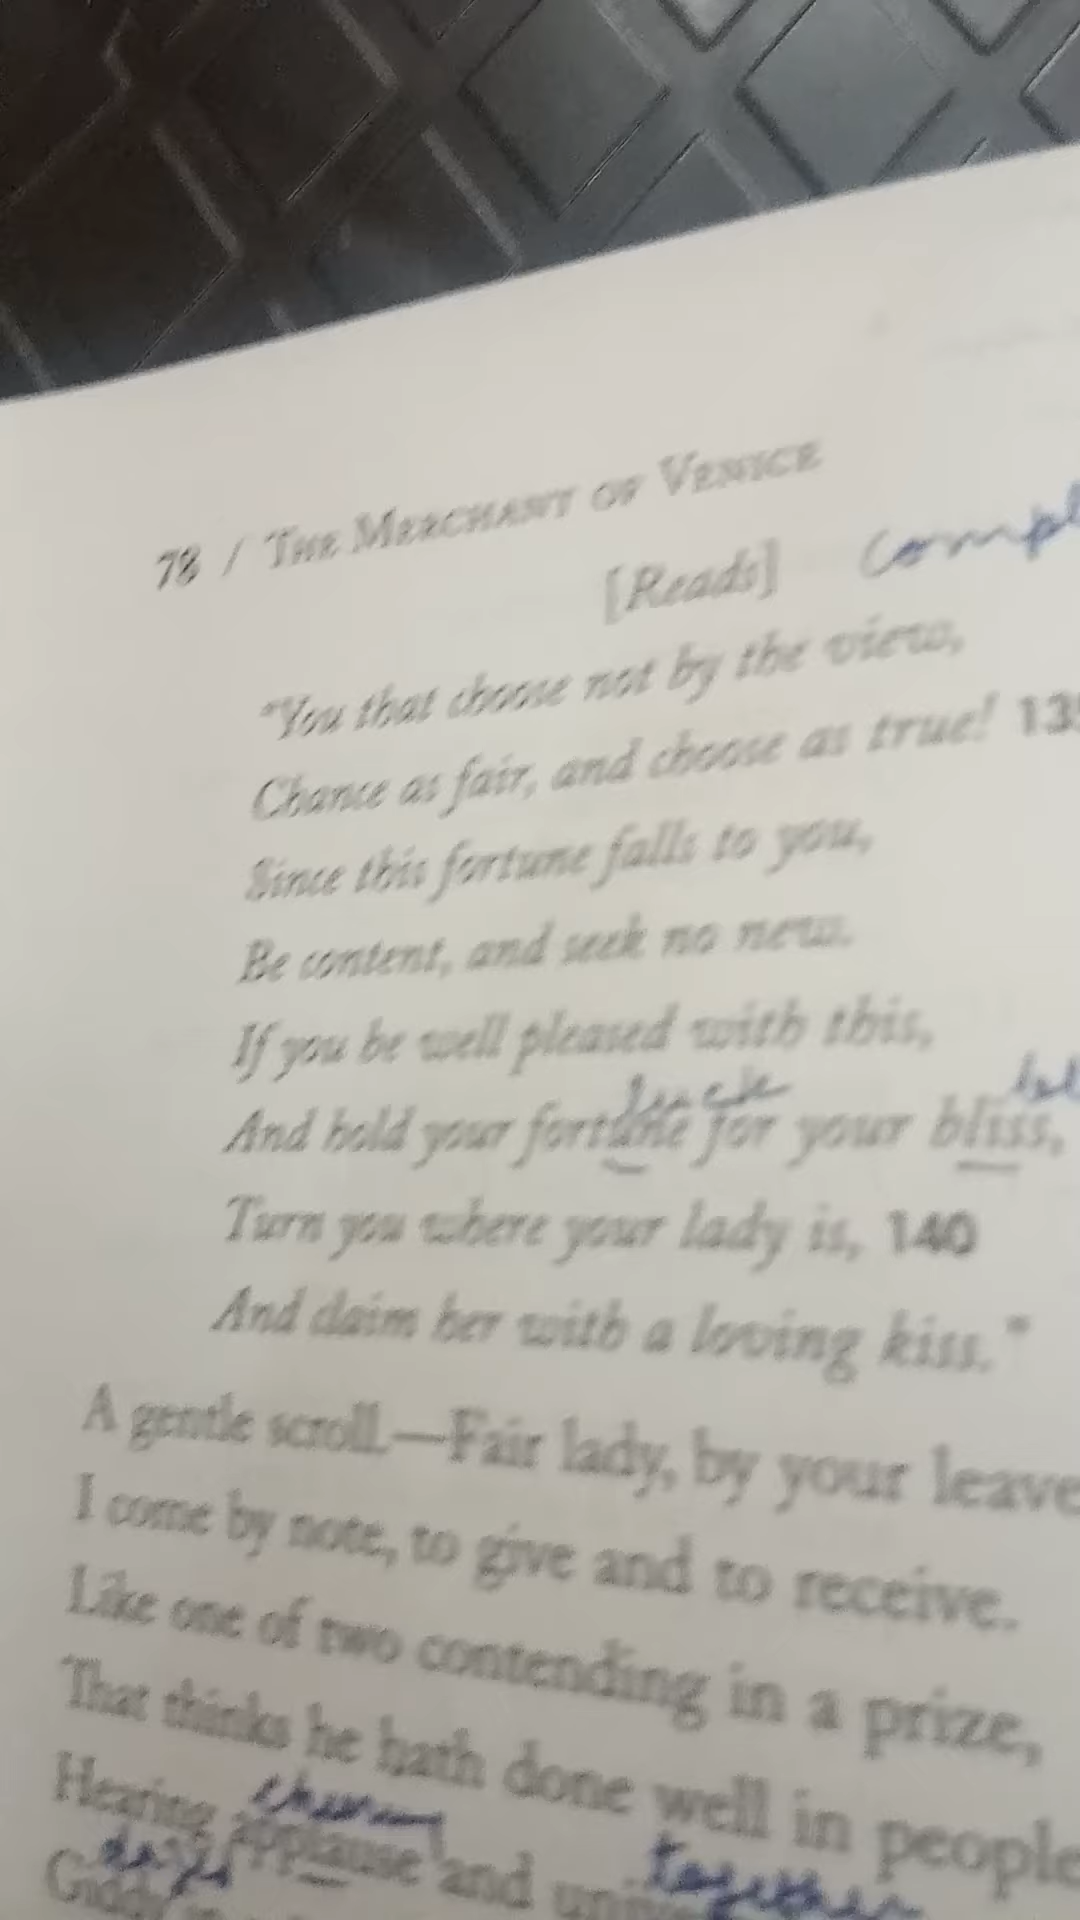 78 / THE MERCHANT OF VENICE
[Reads]
"You that choose not by the view,
Chance as fair, and choose as true! 135
Since this fortune falls to you,
Be content, and seek no new.
If you be well pleased with this,
luck
And hold your fortune for your bliss,
Turn you where your lady is, 140
And claim her with a loving kiss."
A gentle scroll.—Fair lady, by your leave
I come by note, to give and to receive.
Like one of two contending in a prize,
That thinks he hath done well in people
Hearing applause and
together
Giddy